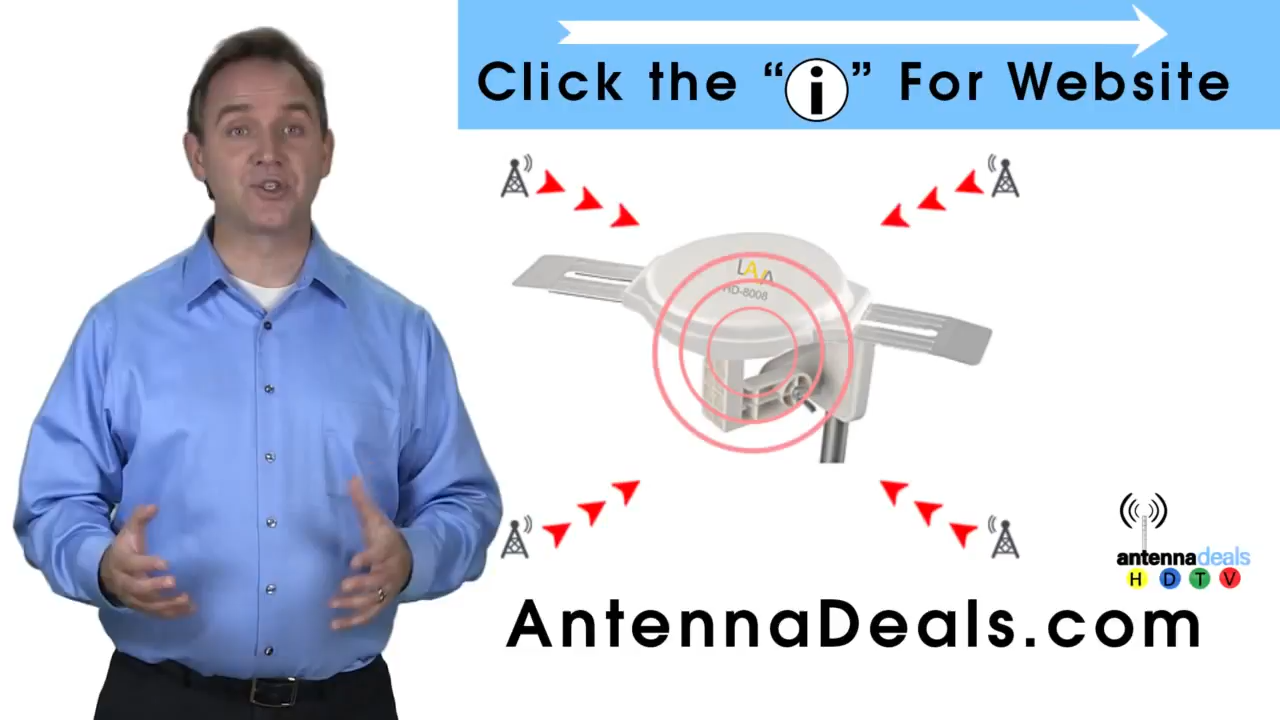 Click the “i” For Website
LAVA
HD-8008
antennadeals
H D T V
AntennaDeals.com